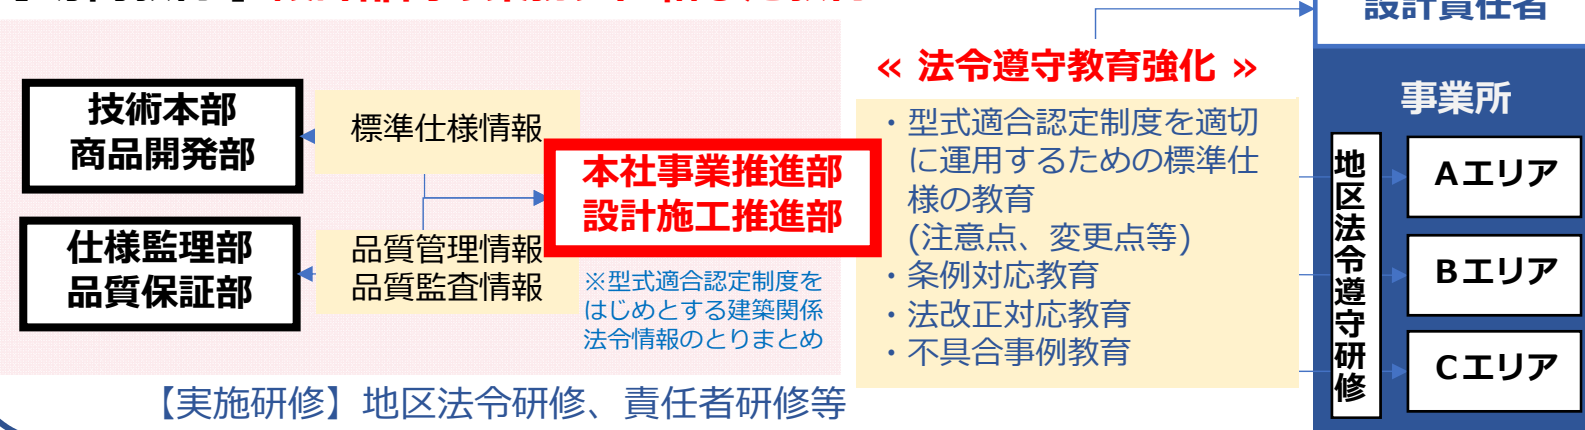 設計責任者
技術本部
商品開発部
標準仕様情報
仕様監理部
品質保証部
品質管理情報
品質監査情報
本社事業推進部
設計施工推進部
※型式適合認定制度を
はじめとする建築関係
法令情報のとりまとめ
« 法令遵守教育強化 »
・型式適合認定制度を適切
に運用するための標準仕
様の教育
(注意点、変更点等)
・条例対応教育
・法改正対応教育
・不具合事例教育
事業所
地区法令遵守研修
Aエリア
Bエリア
Cエリア
【実施研修】地区法令研修、責任者研修等